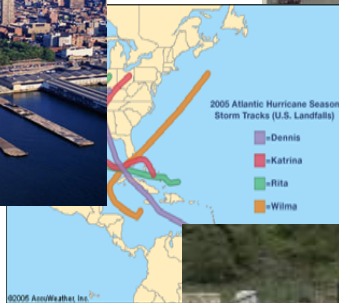 2005 Atlantic Hurricane Season
Storm Tracks (U.S. Landfalls)
=Dennis
=Katrina
=Rita
=Wilma
©2005 AccuWeather, Inc.